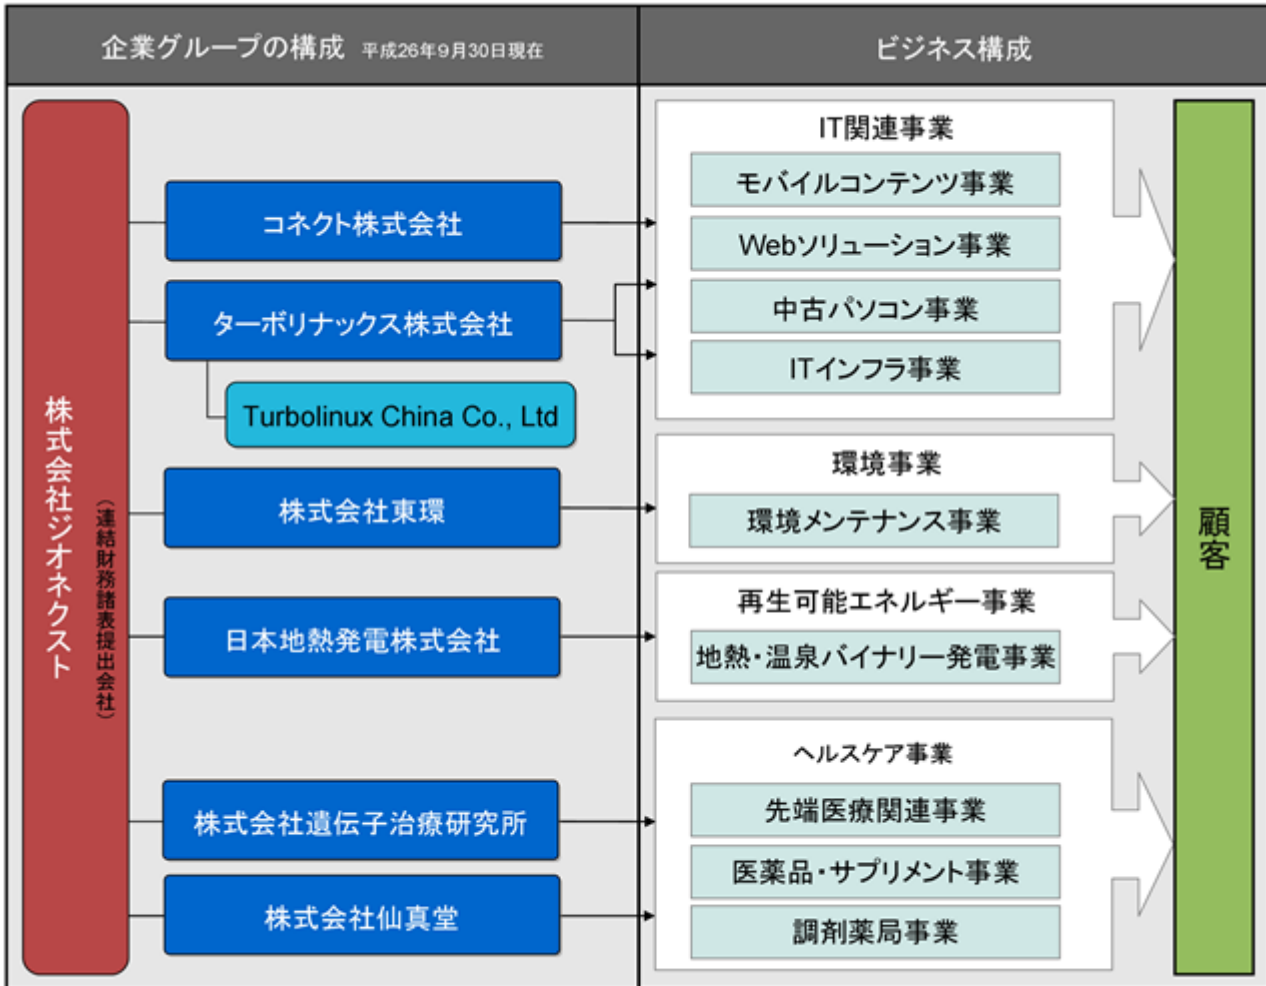 企業グループの構成 平成26年9月30日現在
ビジネス構成
株式会社ジオネクスト
（連結財務諸表提出会社）
コネクト株式会社
ターボリナックス株式会社
Turbolinux China Co., Ltd
株式会社東環
日本地熱発電株式会社
株式会社遺伝子治療研究所
株式会社仙真堂
IT関連事業
モバイルコンテンツ事業
Webソリューション事業
中古パソコン事業
ITインフラ事業
環境事業
環境メンテナンス事業
再生可能エネルギー事業
地熱・温泉バイナリー発電事業
ヘルスケア事業
先端医療関連事業
医薬品・サプリメント事業
調剤薬局事業
顧客